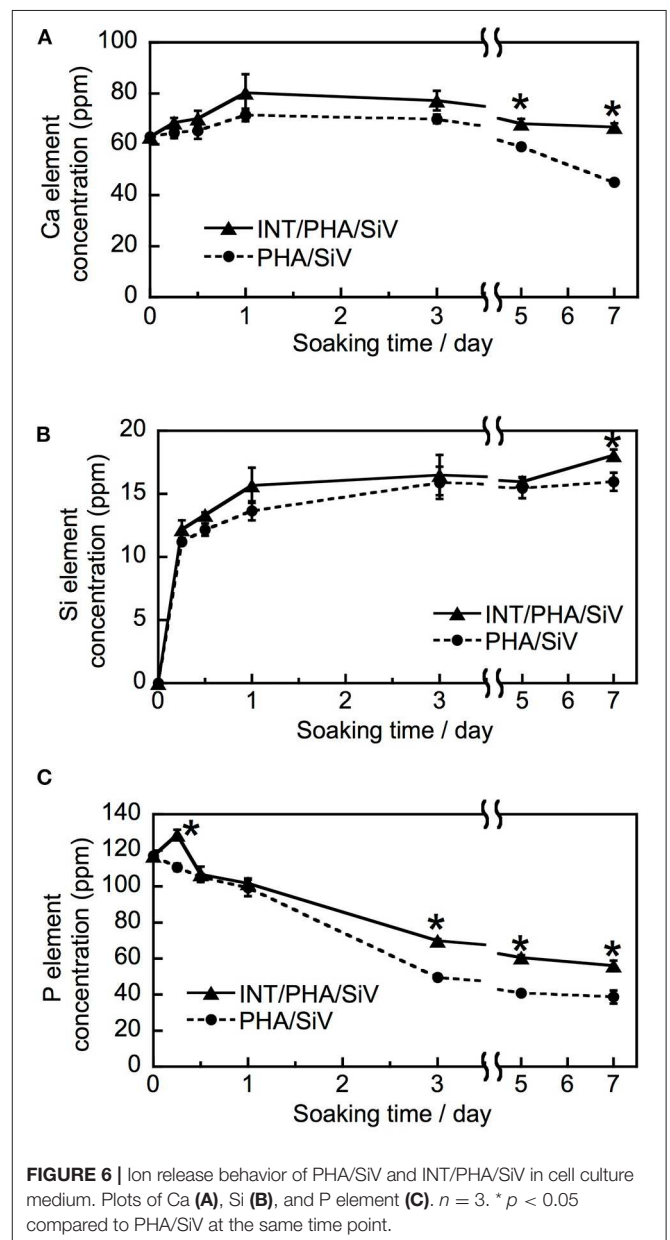 A
100
80
60
40
20
0
Ca element
concentration (ppm)
* *
INT/PHA/SiV
PHA/SiV
0 1 2 3 5 6 7
Soaking time / day
B
20
15
10
5
0
Si element
concentration (ppm)
*
INT/PHA/SiV
PHA/SiV
0 1 2 3 5 6 7
Soaking time / day
C
140
120
100
80
60
40
20
0
P element
concentration (ppm)
* * * *
INT/PHA/SiV
PHA/SiV
0 1 2 3 5 6 7
Soaking time / day
FIGURE 6 | Ion release behavior of PHA/SiV and INT/PHA/SiV in cell culture
medium. Plots of Ca (A), Si (B), and P element (C). n = 3. * p < 0.05
compared to PHA/SiV at the same time point.